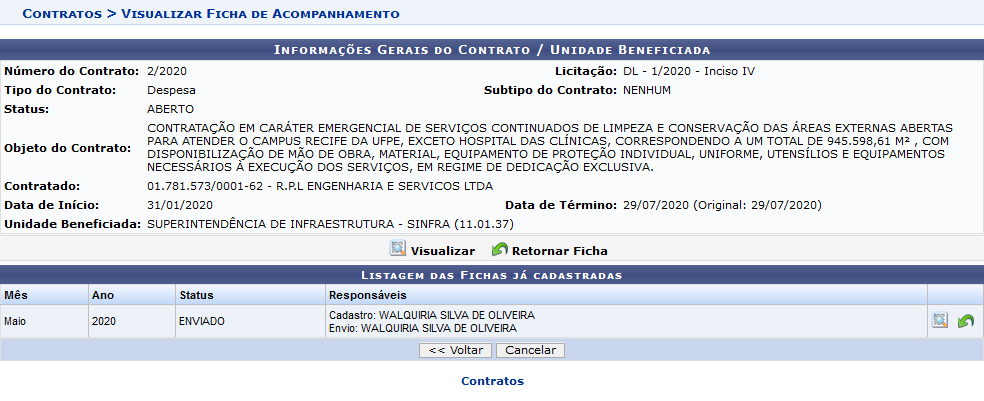 Contratos > Visualizar Ficha de Acompanhamento
Informações Gerais do Contrato / Unidade Beneficiada
Número do Contrato: 2/2020 Licitação: DL - 1/2020 - Inciso IV
Tipo do Contrato: Despesa Subtipo do Contrato: NENHUM
Status: ABERTO
Objeto do Contrato: CONTRATAÇÃO EM CARÁTER EMERGENCIAL DE SERVIÇOS CONTINUADOS DE LIMPEZA E CONSERVAÇÃO DAS ÁREAS EXTERNAS ABERTAS
PARA ATENDER O CAMPUS RECIFE DA UFPE, EXCETO HOSPITAL DAS CLÍNICAS, CORRESPONDENDO A UM TOTAL DE 945.598,61 M² , COM
DISPONIBILIZAÇÃO DE MÃO DE OBRA, MATERIAL, EQUIPAMENTO DE PROTEÇÃO INDIVIDUAL, UNIFORME, UTENSÍLIOS E EQUIPAMENTOS
NECESSÁRIOS À EXECUÇÃO DOS SERVIÇOS, EM REGIME DE DEDICAÇÃO EXCLUSIVA.
Contratado: 01.781.573/0001-62 - R.P.L ENGENHARIA E SERVICOS LTDA
Data de Início: 31/01/2020 Data de Término: 29/07/2020 (Original: 29/07/2020)
Unidade Beneficiada: SUPERINTENDÊNCIA DE INFRAESTRUTURA - SINFRA (11.01.37)
Visualizar Retornar Ficha
Listagem das Fichas já cadastradas
Mês Ano Status Responsáveis
Maio 2020 ENVIADO Cadastro: WALQUIRIA SILVA DE OLIVEIRA
Envio: WALQUIRIA SILVA DE OLIVEIRA
<< Voltar Cancelar
Contratos